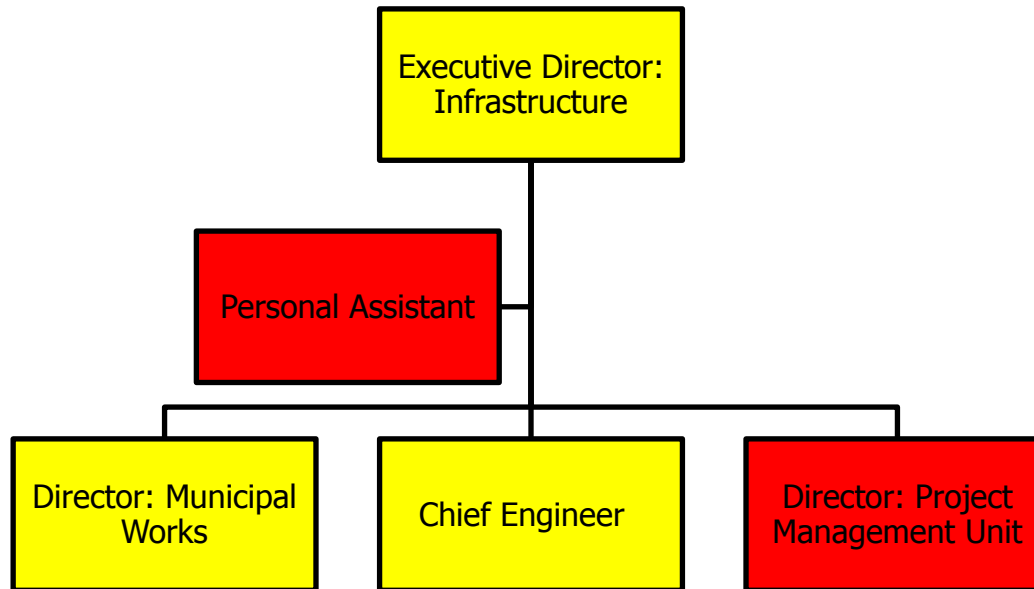 Executive Director:
Infrastructure
Personal Assistant
Director: Municipal
Works
Chief Engineer
Director: Project
Management Unit